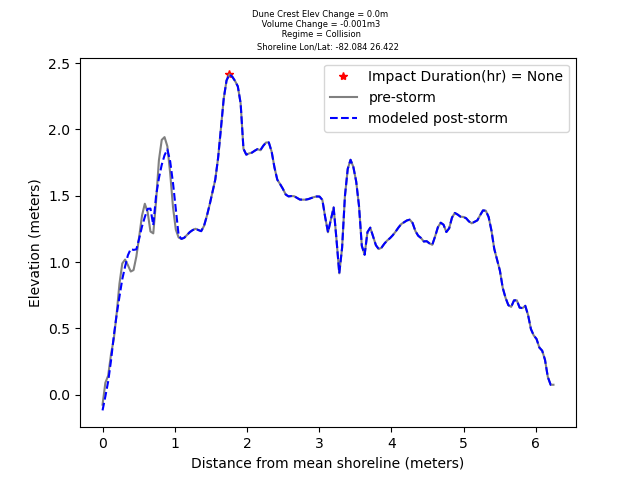 Dune Crest Elev Change = 0.0m
Volume Change = -0.001m3
Regime = Collision
Shoreline Lon/Lat: -82.084 26.422
Impact Duration(hr) = None
pre-storm
modeled post-storm
Elevation (meters)
2.5
2.0
1.5
1.0
0.5
0.0
0 1 2 3 4 5 6
Distance from mean shoreline (meters)